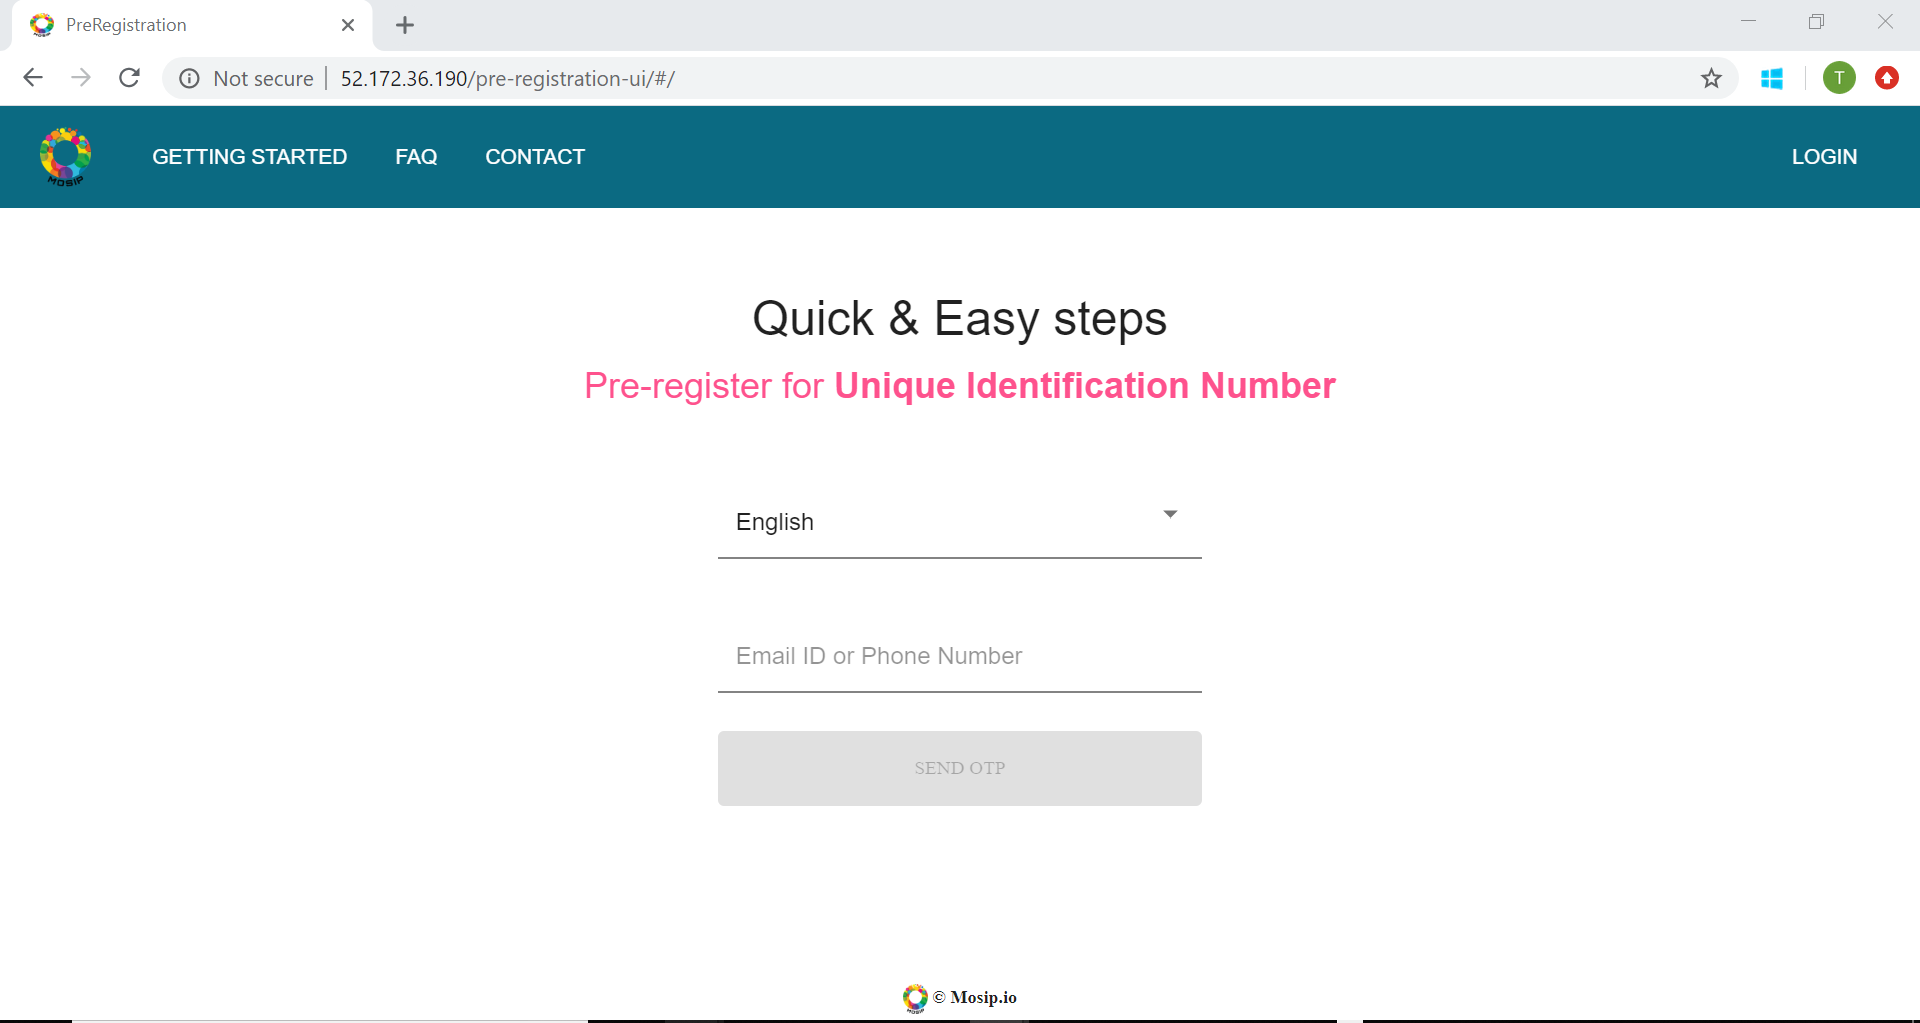 PreRegistration
Not secure
52.172.36.190/pre-registration-ui/#/
T
MOSIP
GETTING STARTED
FAQ
CONTACT
LOGIN
Quick & Easy steps
Pre-register for Unique Identification Number
English
Email ID or Phone Number
SEND OTP
MOSIP
© Mosip.io